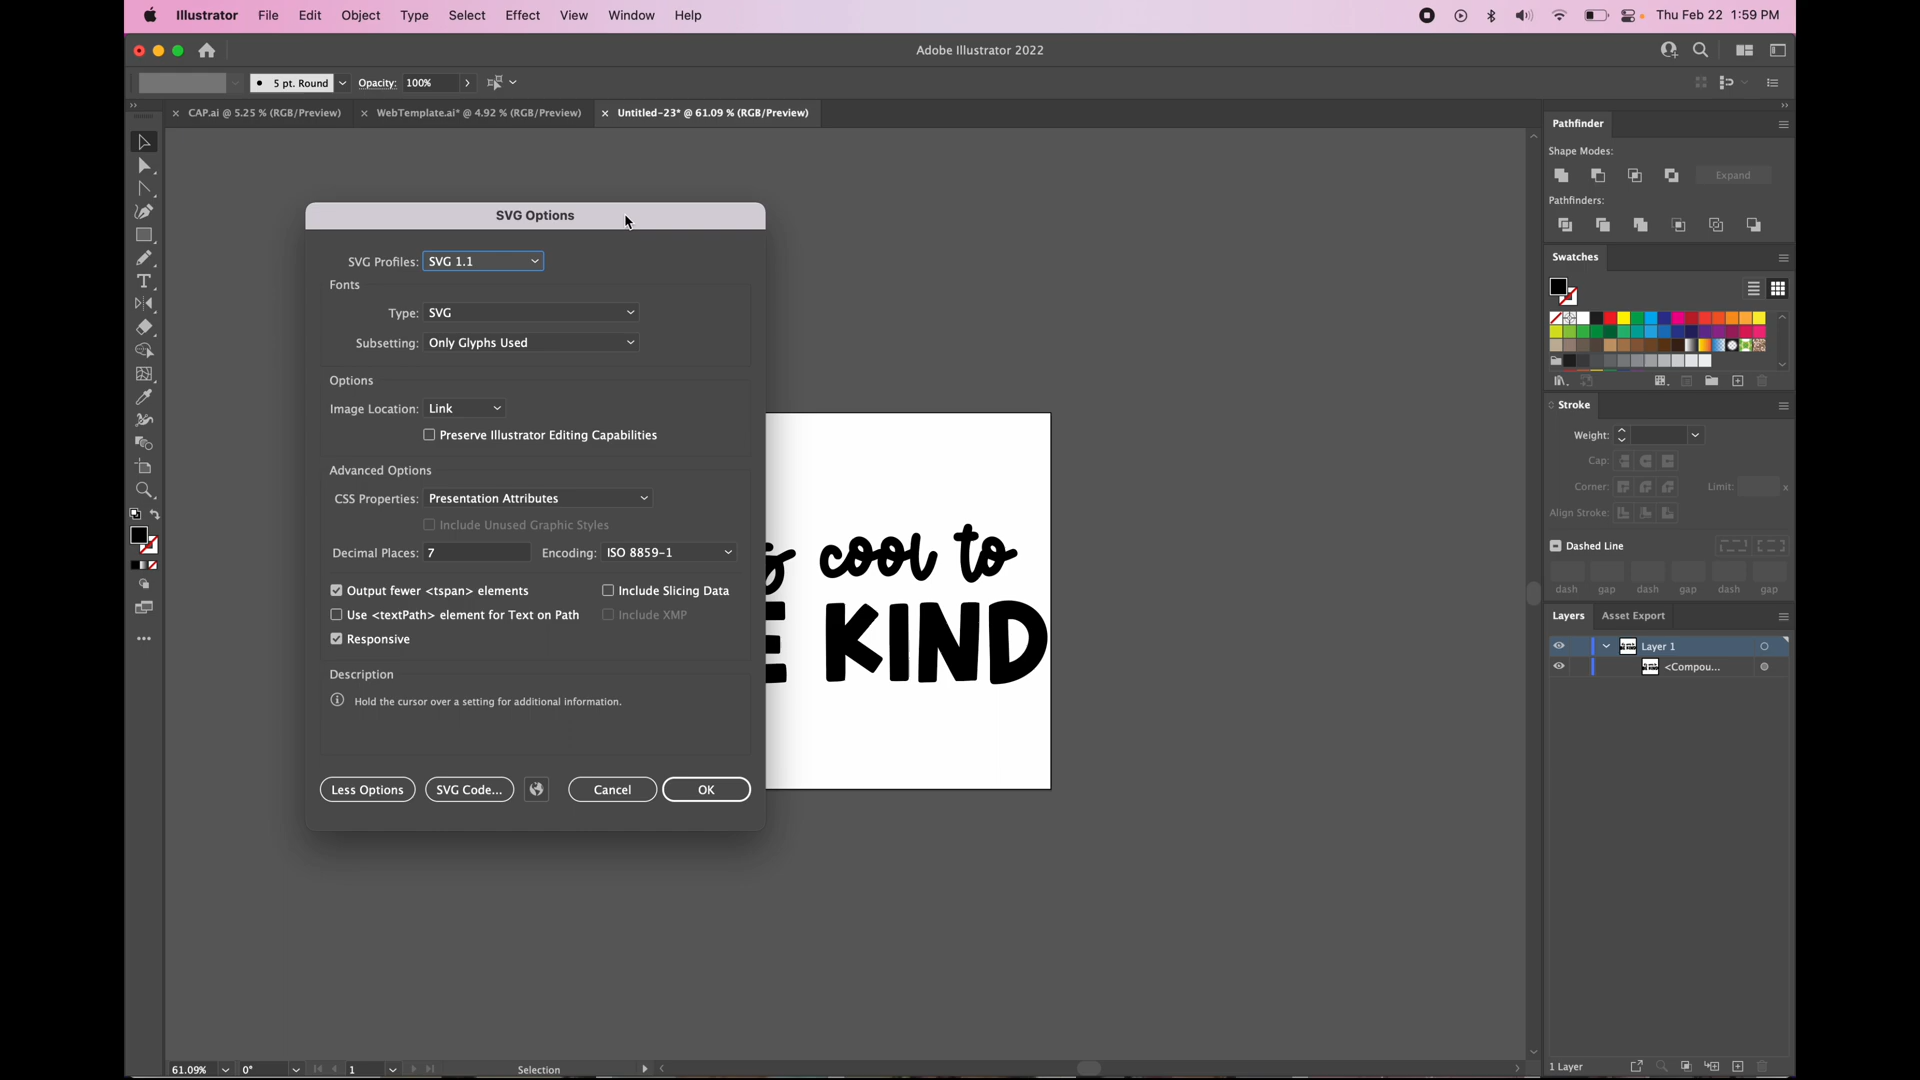 Illustrator File Edit Object Type Select Effect View Window Help
Thu Feb 22 1:59 PM
Adobe Illustrator 2022
5 pt. Round
Opacity: 100%
CAP.ai @ 5.25 % (RGB/Preview)
WebTemplate.ai* @ 4.92 % (RGB/Preview)
Untitled-23* @ 61.09 % (RGB/Preview)
SVG Options
SVG Profiles: SVG 1.1
Fonts
Type: SVG
Subsetting: Only Glyphs Used
Options
Image Location: Link
Preserve Illustrator Editing Capabilities
Advanced Options
CSS Properties: Presentation Attributes
Include Unused Graphic Styles
Decimal Places: 7 Encoding: ISO 8859-1
Output fewer <tspan> elements Include Slicing Data
Use <textPath> element for Text on Path Include XMP
Responsive
Description
Hold the cursor over a setting for additional information.
Less Options SVG Code... Cancel OK
cool to
KIND
Pathfinder
Shape Modes:
Expand
Pathfinders:
Swatches
Stroke
Weight:
Cap:
Corner: Limit: x
Align Stroke:
Dashed Line
dash gap dash gap dash gap
Layers Asset Export
Layer 1
<Compou...
1 Layer
61.09% 0° 1 Selection